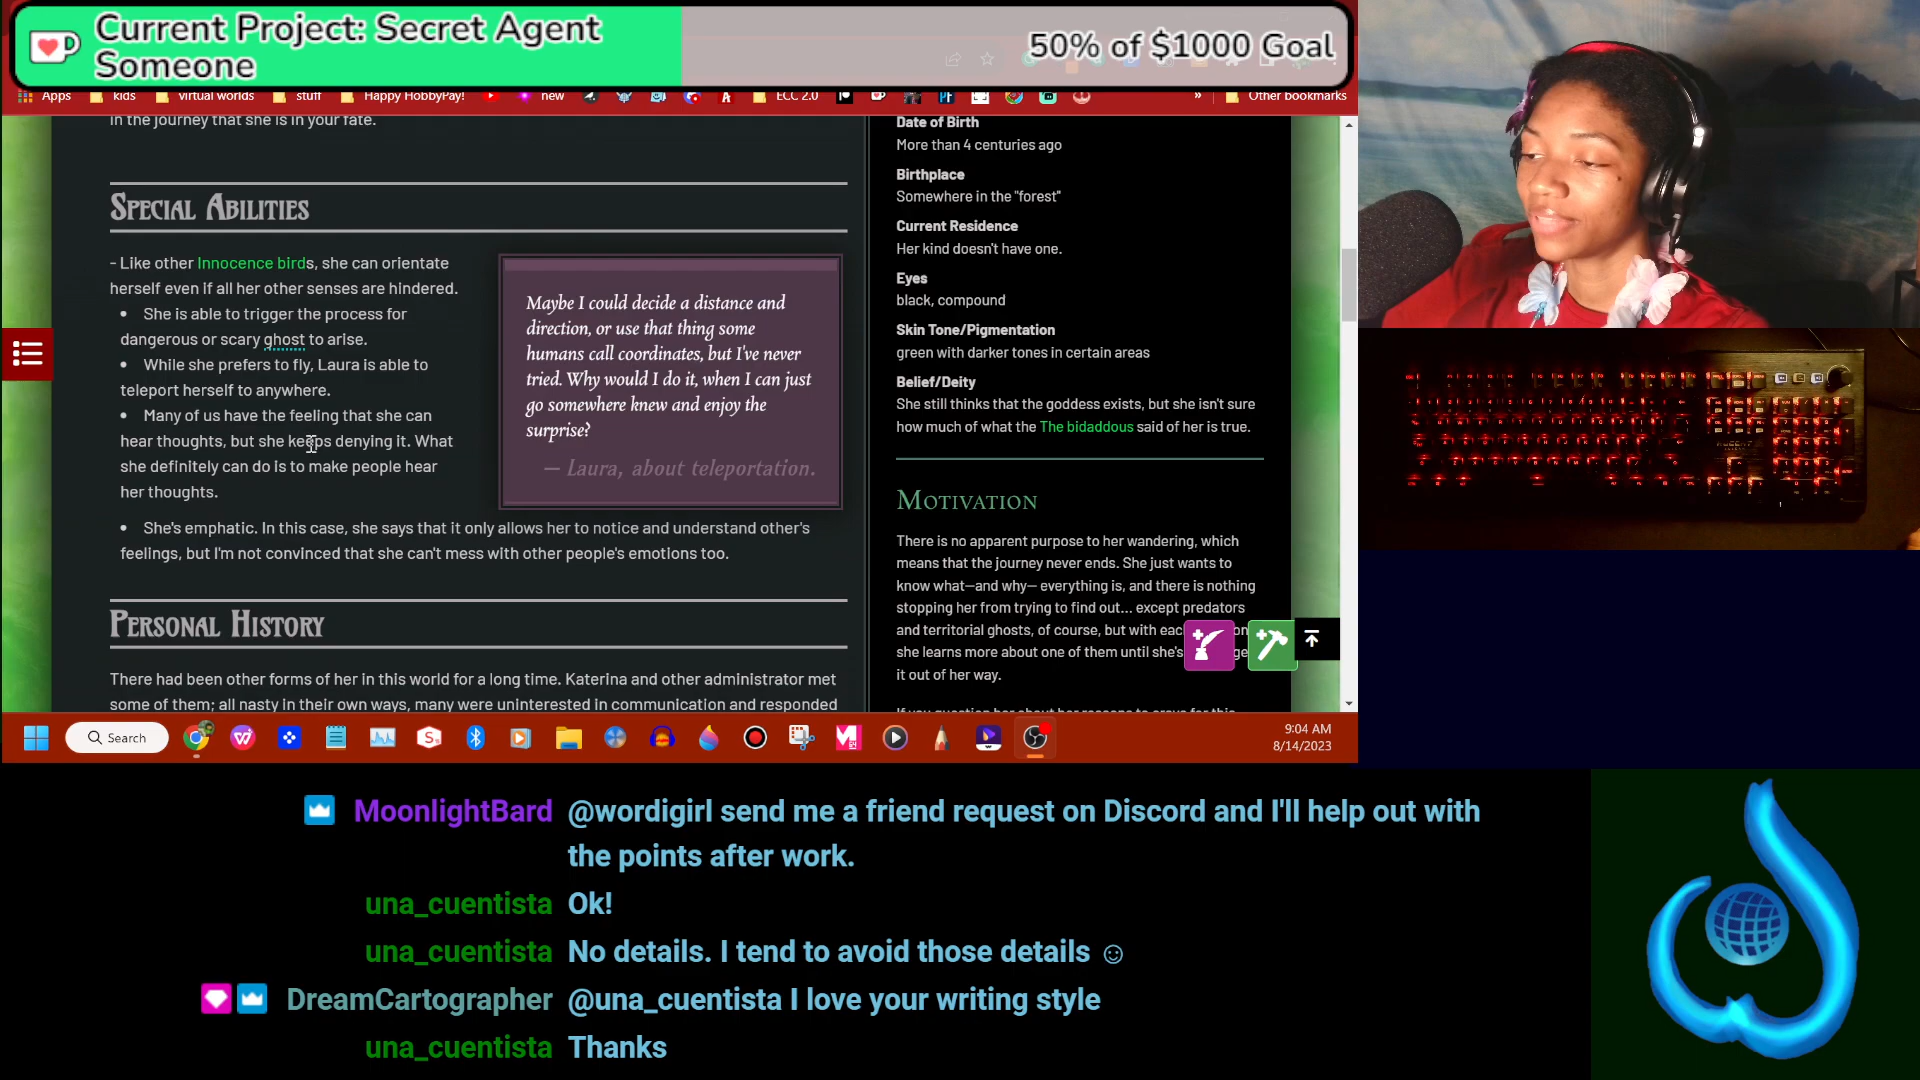 Current Project: Secret Agent
Someone
50% of $1000 Goal
Apps
kids
virtual worlds
stuff
Happy HobbyPay!
new
ECC 2.0
»
Other bookmarks
in the journey that she is in your fate.
SPECIAL ABILITIES
- Like other Innocence birds, she can orientate
herself even if all her other senses are hindered.
• She is able to trigger the process for
dangerous or scary ghost to arise.
• While she prefers to fly, Laura is able to
teleport herself to anywhere.
• Many of us have the feeling that she can
hear thoughts, but she keeps denying it. What
she definitely can do is to make people hear
her thoughts.
• She's emphatic. In this case, she says that it only allows her to notice and understand other's
feelings, but I'm not convinced that she can't mess with other people's emotions too.
Maybe I could decide a distance and
direction, or use that thing some
humans call coordinates, but I've never
tried. Why would I do it, when I can just
go somewhere knew and enjoy the
surprise?
— Laura, about teleportation.
PERSONAL HISTORY
There had been other forms of her in this world for a long time. Katerina and other administrator met
some of them; all nasty in their own ways, many were uninterested in communication and responded
Date of Birth
More than 4 centuries ago
Birthplace
Somewhere in the "forest"
Current Residence
Her kind doesn't have one.
Eyes
black, compound
Skin Tone/Pigmentation
green with darker tones in certain areas
Belief/Deity
She still thinks that the goddess exists, but she isn't sure
how much of what the The bidaddous said of her is true.
MOTIVATION
There is no apparent purpose to her wandering, which
means that the journey never ends. She just wants to
know what—and why— everything is, and there is nothing
stopping her from trying to find out... except predators
and territorial ghosts, of course, but with
she learns more about one of them until she's
it out of her way.
Search
9:04 AM
8/14/2023
MoonlightBard @wordigirl send me a friend request on Discord and I'll help out with
the points after work.
una_cuentista Ok!
una_cuentista No details. I tend to avoid those details ☺
DreamCartographer @una_cuentista I love your writing style
una_cuentista Thanks